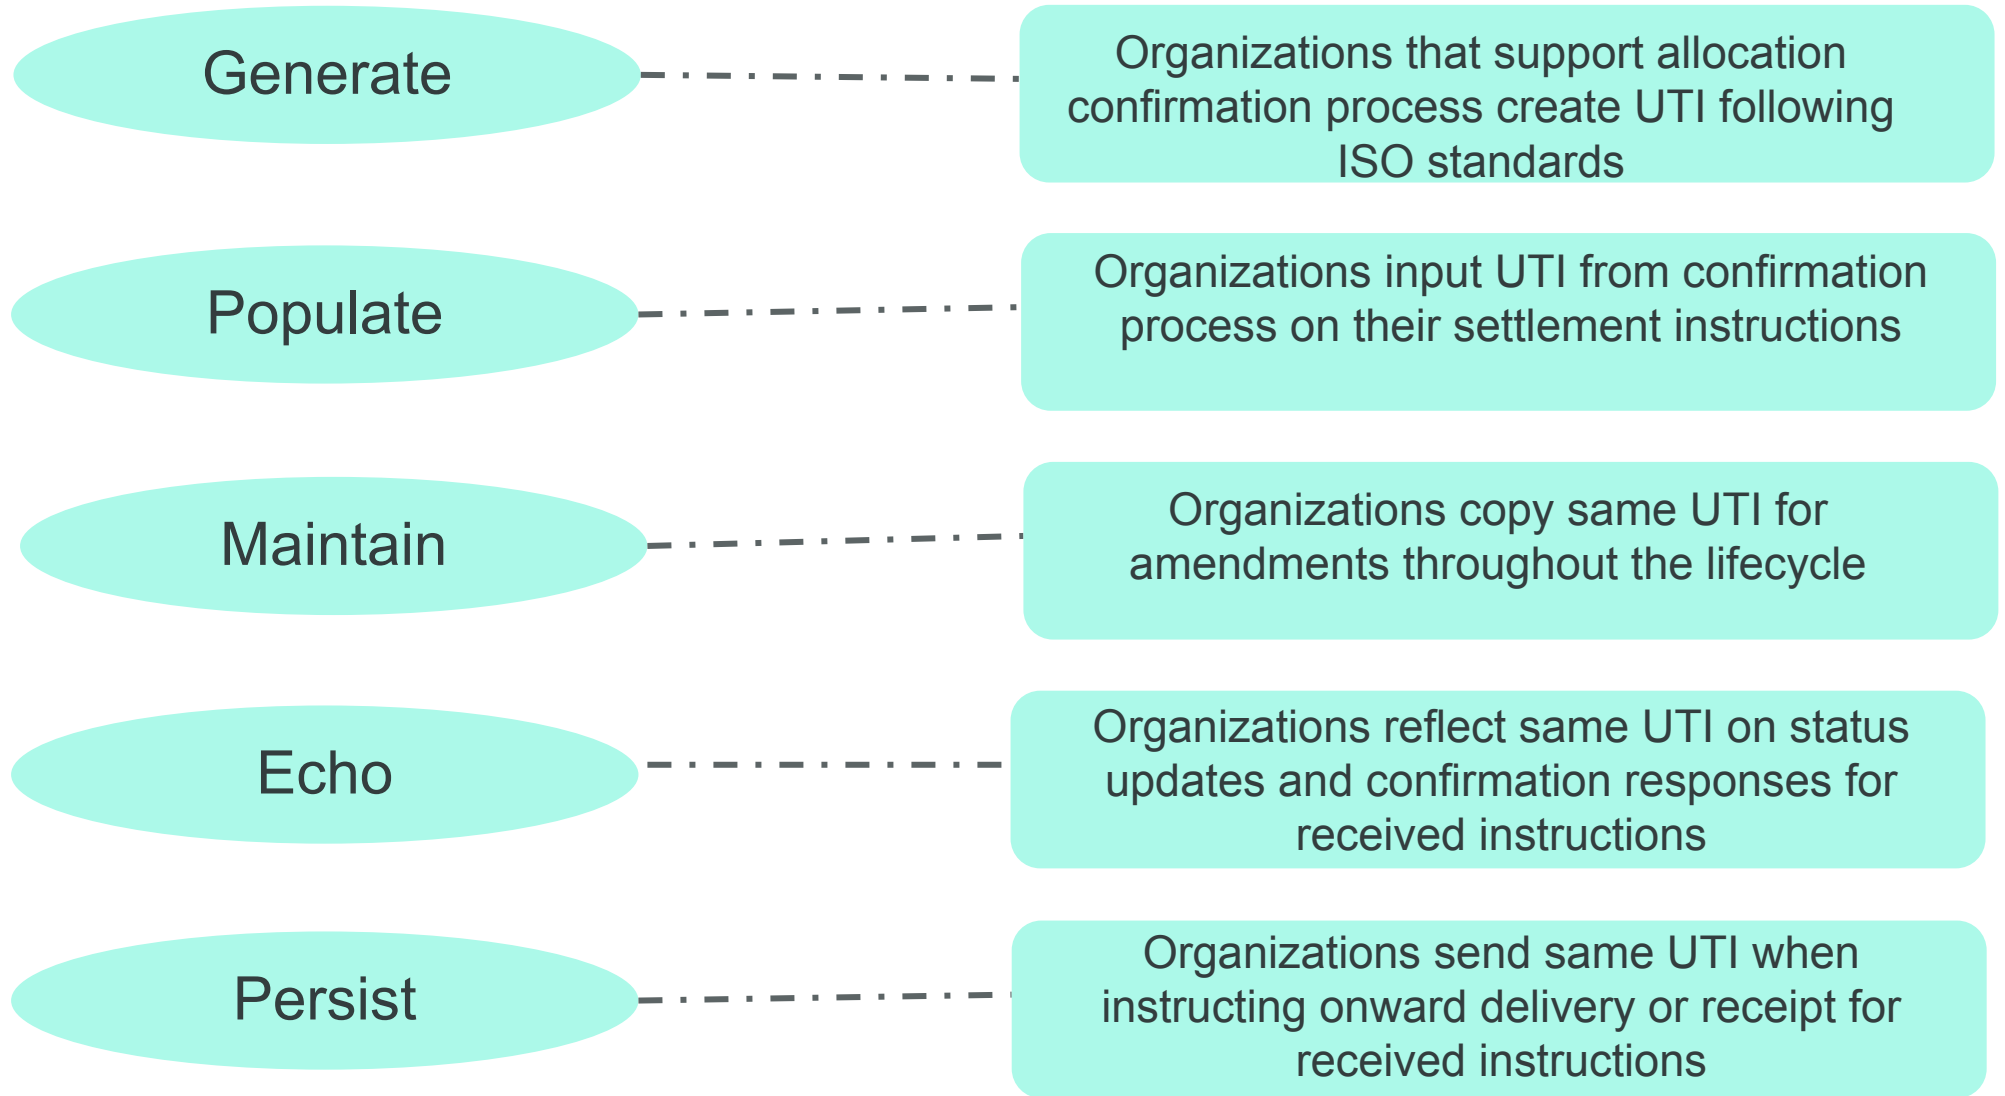 Generate
Organizations that support allocation
confirmation process create UTI following
ISO standards
Populate
Organizations input UTI from confirmation
process on their settlement instructions
Maintain
Organizations copy same UTI for
amendments throughout the lifecycle
Echo
Organizations reflect same UTI on status
updates and confirmation responses for
received instructions
Persist
Organizations send same UTI when
instructing onward delivery or receipt for
received instructions